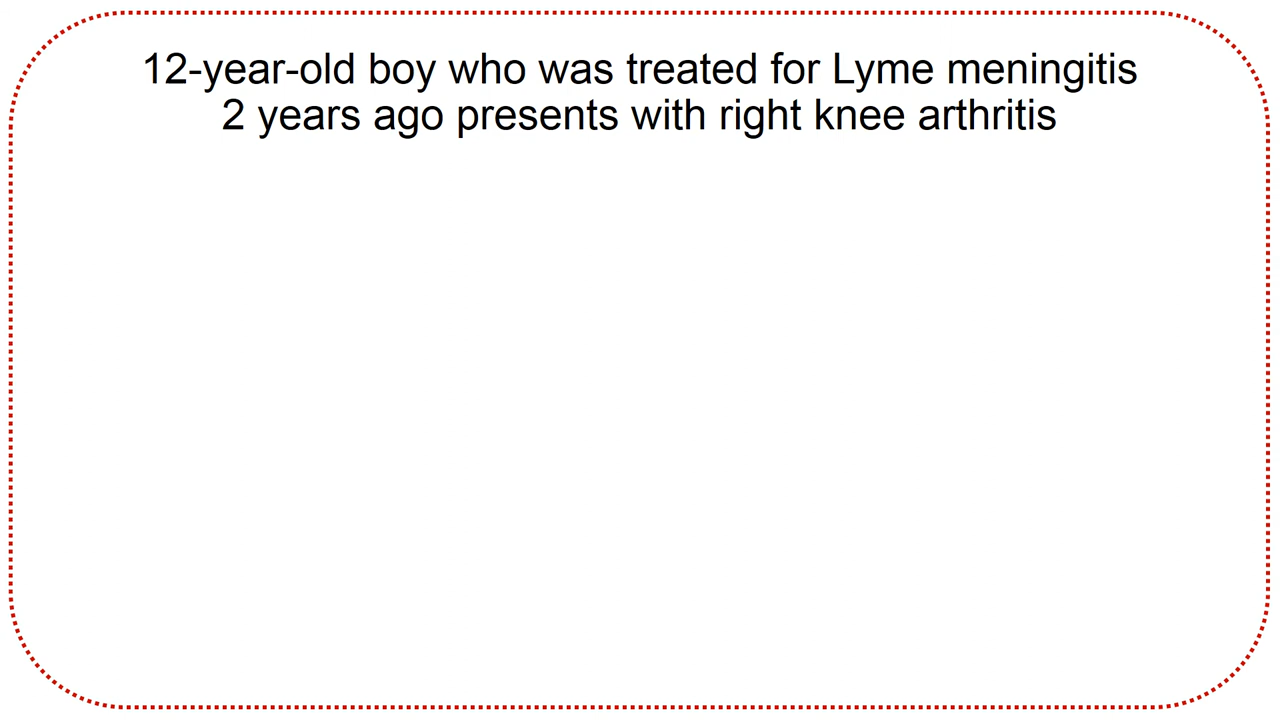 12-year-old boy who was treated for Lyme meningitis
2 years ago presents with right knee arthritis